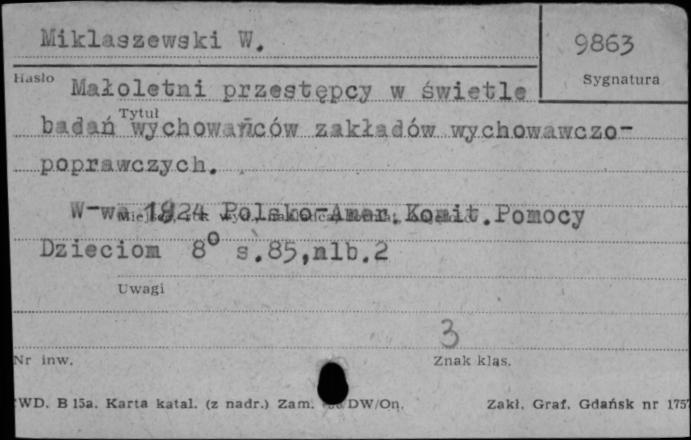 Miklaszewski W.
9863
Hasło
Sygnatura
Małoletni przestępcy w świetle
Tytuł
badań wychowańców zakładów wychowawczo-
poprawczych.
W-wa 1924 Polsko-Amer. Komit. Pomocy
Dzieciom 8° s.85,nlb.2
Uwagi
3
Nr inw.
Znak klas.
WD. B 15a. Karta katal. (z nadr.) Zam. DW/On.
Zakł. Graf. Gdańsk nr 175